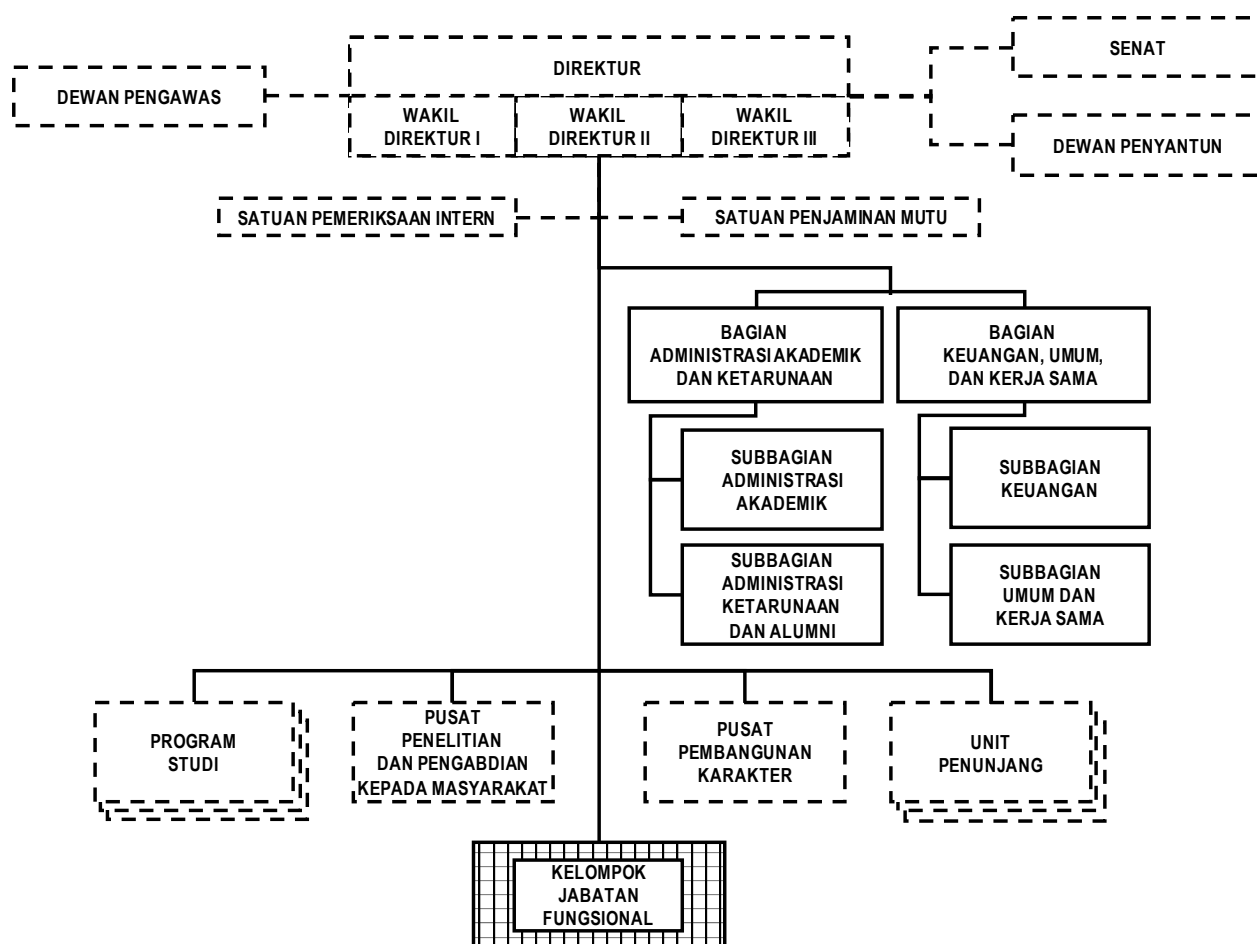 DIREKTUR
SENAT
DEWAN PENGAWAS
WAKIL
DIREKTUR I
WAKIL
DIREKTUR II
WAKIL
DIREKTUR III
DEWAN PENYANTUN
SATUAN PEMERIKSAAN INTERN
SATUAN PENJAMINAN MUTU
BAGIAN
ADMINISTRASI AKADEMIK
DAN KETARUNAAN
BAGIAN
KEUANGAN, UMUM,
DAN KERJA SAMA
SUBBAGIAN
ADMINISTRASI
AKADEMIK
SUBBAGIAN
KEUANGAN
SUBBAGIAN
ADMINISTRASI
KETARUNAAN
DAN ALUMNI
SUBBAGIAN
UMUM DAN
KERJA SAMA
PROGRAM
STUDI
PUSAT
PENELITIAN
DAN PENGABDIAN
KEPADA MASYARAKAT
PUSAT
PEMBANGUNAN
KARAKTER
UNIT
PENUNJANG
KELOMPOK
JABATAN
FUNGSIONAL